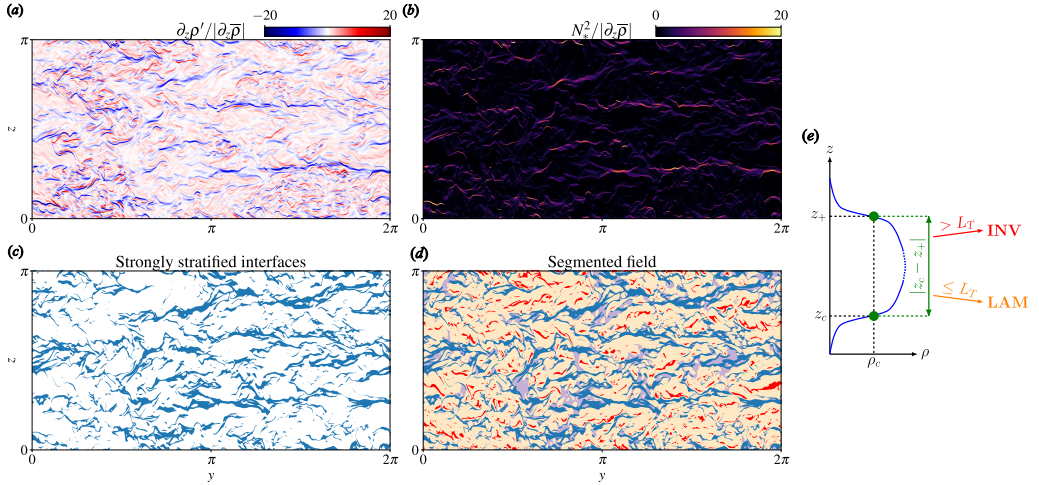 (a)
∂zρ′/|∂zρ̅|
−20
20
π
z
0
0
π
2π
(b)
N²*/|∂zρ̅|
0
20
π
0
0
π
2π
(c)
Strongly stratified interfaces
π
z
0
0
π
2π
y
(d)
Segmented field
π
0
0
π
2π
y
(e)
z
z+
> LT
INV
|zc − z+|
≤ LT
LAM
zc
ρc
ρ